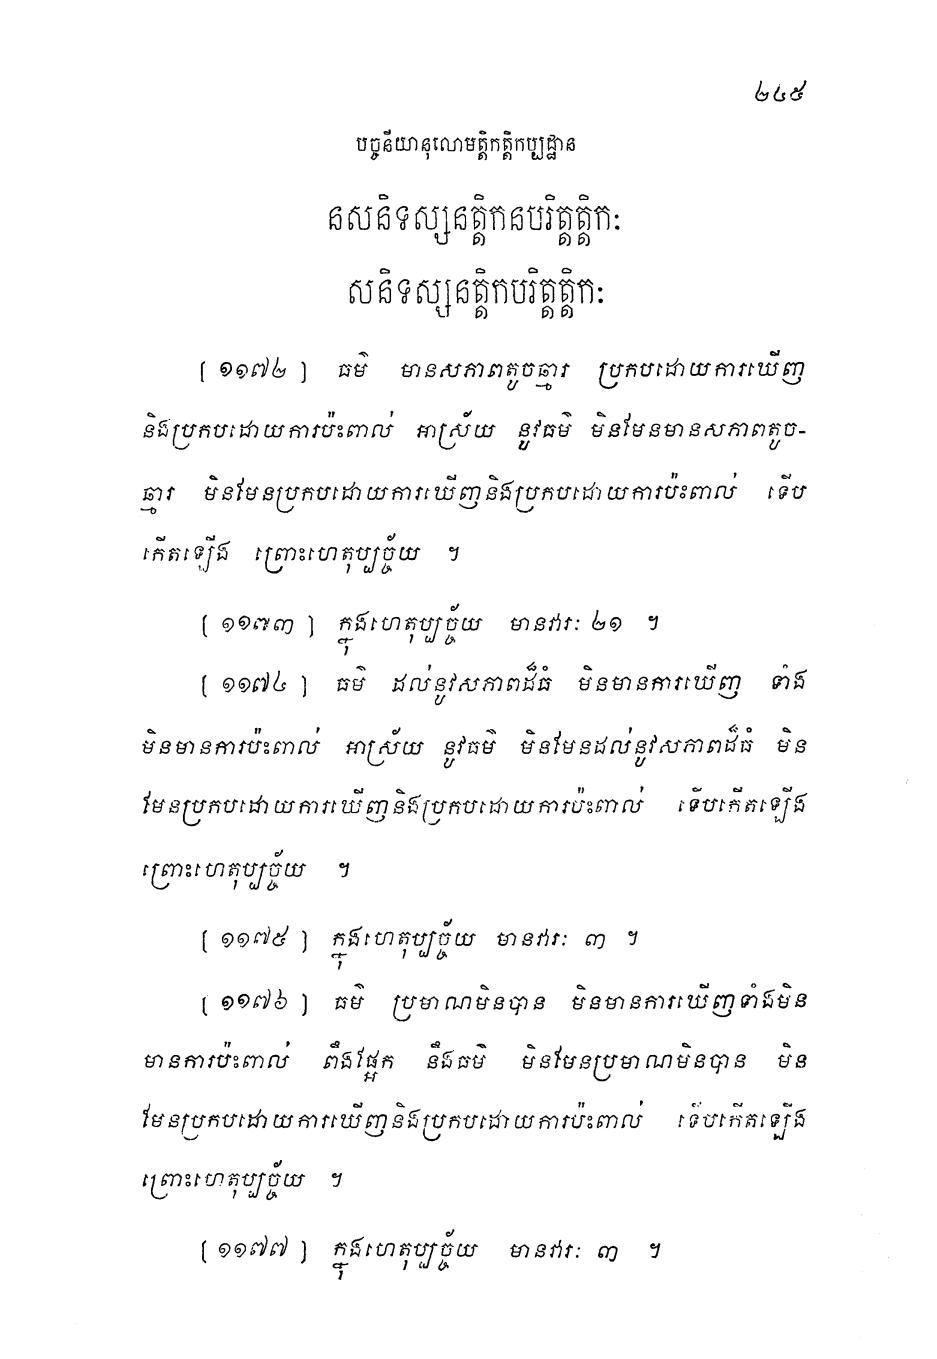 ២៤៥
បច្ចនីយានុលោមត្តិកត្តិកប្បដ្ឋាន
នសនិទស្សនត្តិកនបរិត្តត្តិកៈ
សនិទស្សនត្តិកបរិត្តត្តិកៈ
[ ១១៧២ ] ធម៌ មានសភាពតូចឆ្មារ ប្រកបដោយការឃើញ
និងប្រកបដោយការប៉ះពាល់ អាស្រ័យ នូវធម៌ មិនមែនមានសភាពតូច-
ឆ្មារ មិនមែនប្រកបដោយការឃើញនិងប្រកបដោយការប៉ះពាល់ ទើប
កើតឡើង ព្រោះហេតុប្បច្ច័យ ។
[ ១១៧៣ ] ក្នុងហេតុប្បច្ច័យ មានវារៈ ២១ ។
[ ១១៧៤ ] ធម៌ ដល់នូវសភាពដ៏ធំ មិនមានការឃើញ ទាំង
មិនមានការប៉ះពាល់ អាស្រ័យ នូវធម៌ មិនមែនដល់នូវសភាពដ៏ធំ មិន
មែនប្រកបដោយការឃើញនិងប្រកបដោយការប៉ះពាល់ ទើបកើតឡើង
ព្រោះហេតុប្បច្ច័យ ។
[ ១១៧៥ ] ក្នុងហេតុប្បច្ច័យ មានវារៈ ៣ ។
[ ១១៧៦ ] ធម៌ ប្រមាណមិនបាន មិនមានការឃើញទាំងមិន
មានការប៉ះពាល់ ពឹងផ្អែក នឹងធម៌ មិនមែនប្រមាណមិនបាន មិន
មែនប្រកបដោយការឃើញនិងប្រកបដោយការប៉ះពាល់ ទើបកើតឡើង
ព្រោះហេតុប្បច្ច័យ ។
[ ១១៧៧ ] ក្នុងហេតុប្បច្ច័យ មានវារៈ ៣ ។